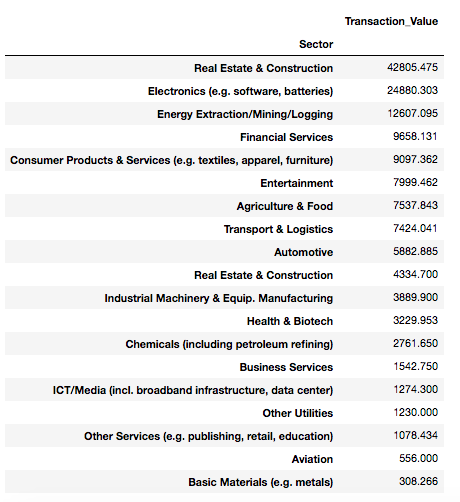 Transaction_Value
Sector
Real Estate & Construction 42805.475
Electronics (e.g. software, batteries) 24880.303
Energy Extraction/Mining/Logging 12607.095
Financial Services 9658.131
Consumer Products & Services (e.g. textiles, apparel, furniture) 9097.362
Entertainment 7999.462
Agriculture & Food 7537.843
Transport & Logistics 7424.041
Automotive 5882.885
Real Estate & Construction 4334.700
Industrial Machinery & Equip. Manufacturing 3889.900
Health & Biotech 3229.953
Chemicals (including petroleum refining) 2761.650
Business Services 1542.750
ICT/Media (incl. broadband infrastructure, data center) 1274.300
Other Utilities 1230.000
Other Services (e.g. publishing, retail, education) 1078.434
Aviation 556.000
Basic Materials (e.g. metals) 308.266